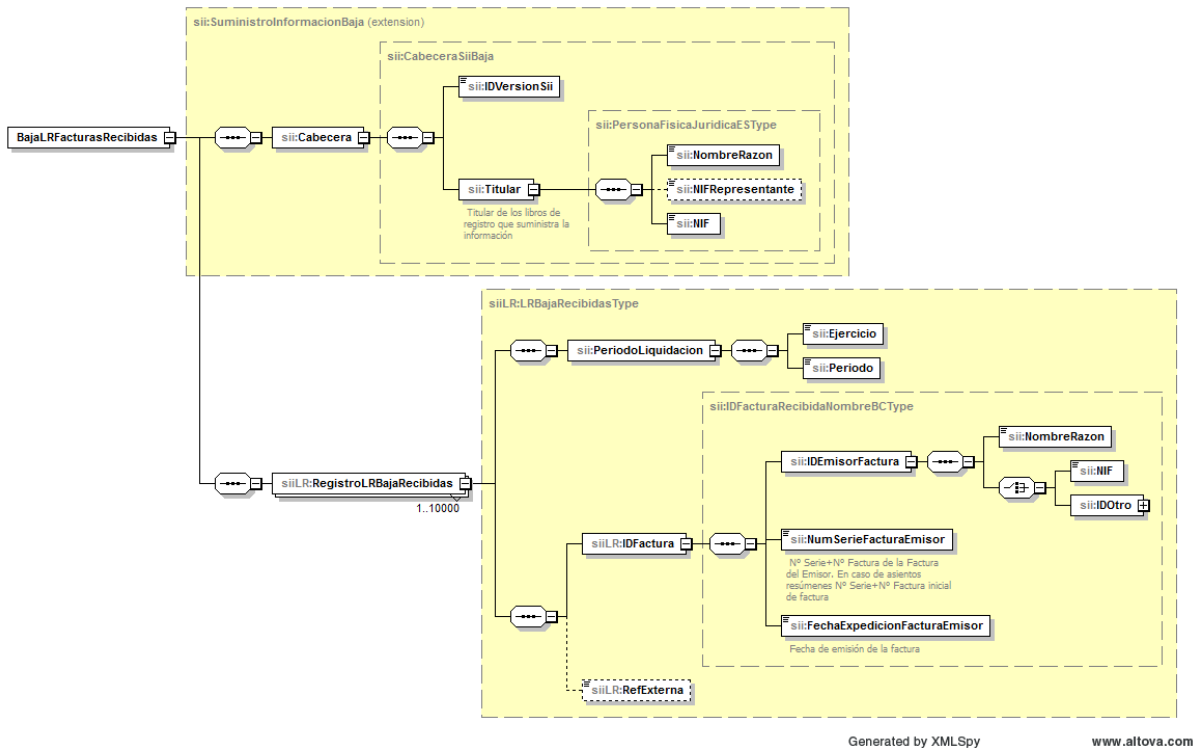 sii:SuministroInformacionBaja (extension)
sii:CabeceraSiiBaja
sii:IDVersionSii
sii:PersonaFisicaJuridicaESType
BajaLRFacturasRecibidas
sii:Cabecera
sii:NombreRazon
sii:Titular
sii:NIFRepresentante
Titular de los libros de
registro que suministra la
información
sii:NIF
siiLR:LRBajaRecibidasType
sii:PeriodoLiquidacion
sii:Ejercicio
sii:Periodo
sii:IDFacturaRecibidaNombreBCType
sii:IDEmisorFactura
sii:NombreRazon
sii:NIF
sii:IDOtro
siiLR:RegistroLRBajaRecibidas
1..10000
siiLR:IDFactura
sii:NumSerieFacturaEmisor
Nº Serie+Nº Factura de la Factura
del Emisor. En caso de asientos
resúmenes Nº Serie+Nº Factura inicial
de factura
sii:FechaExpedicionFacturaEmisor
Fecha de emisión de la factura
siiLR:RefExterna
Generated by XMLSpy
www.altova.com